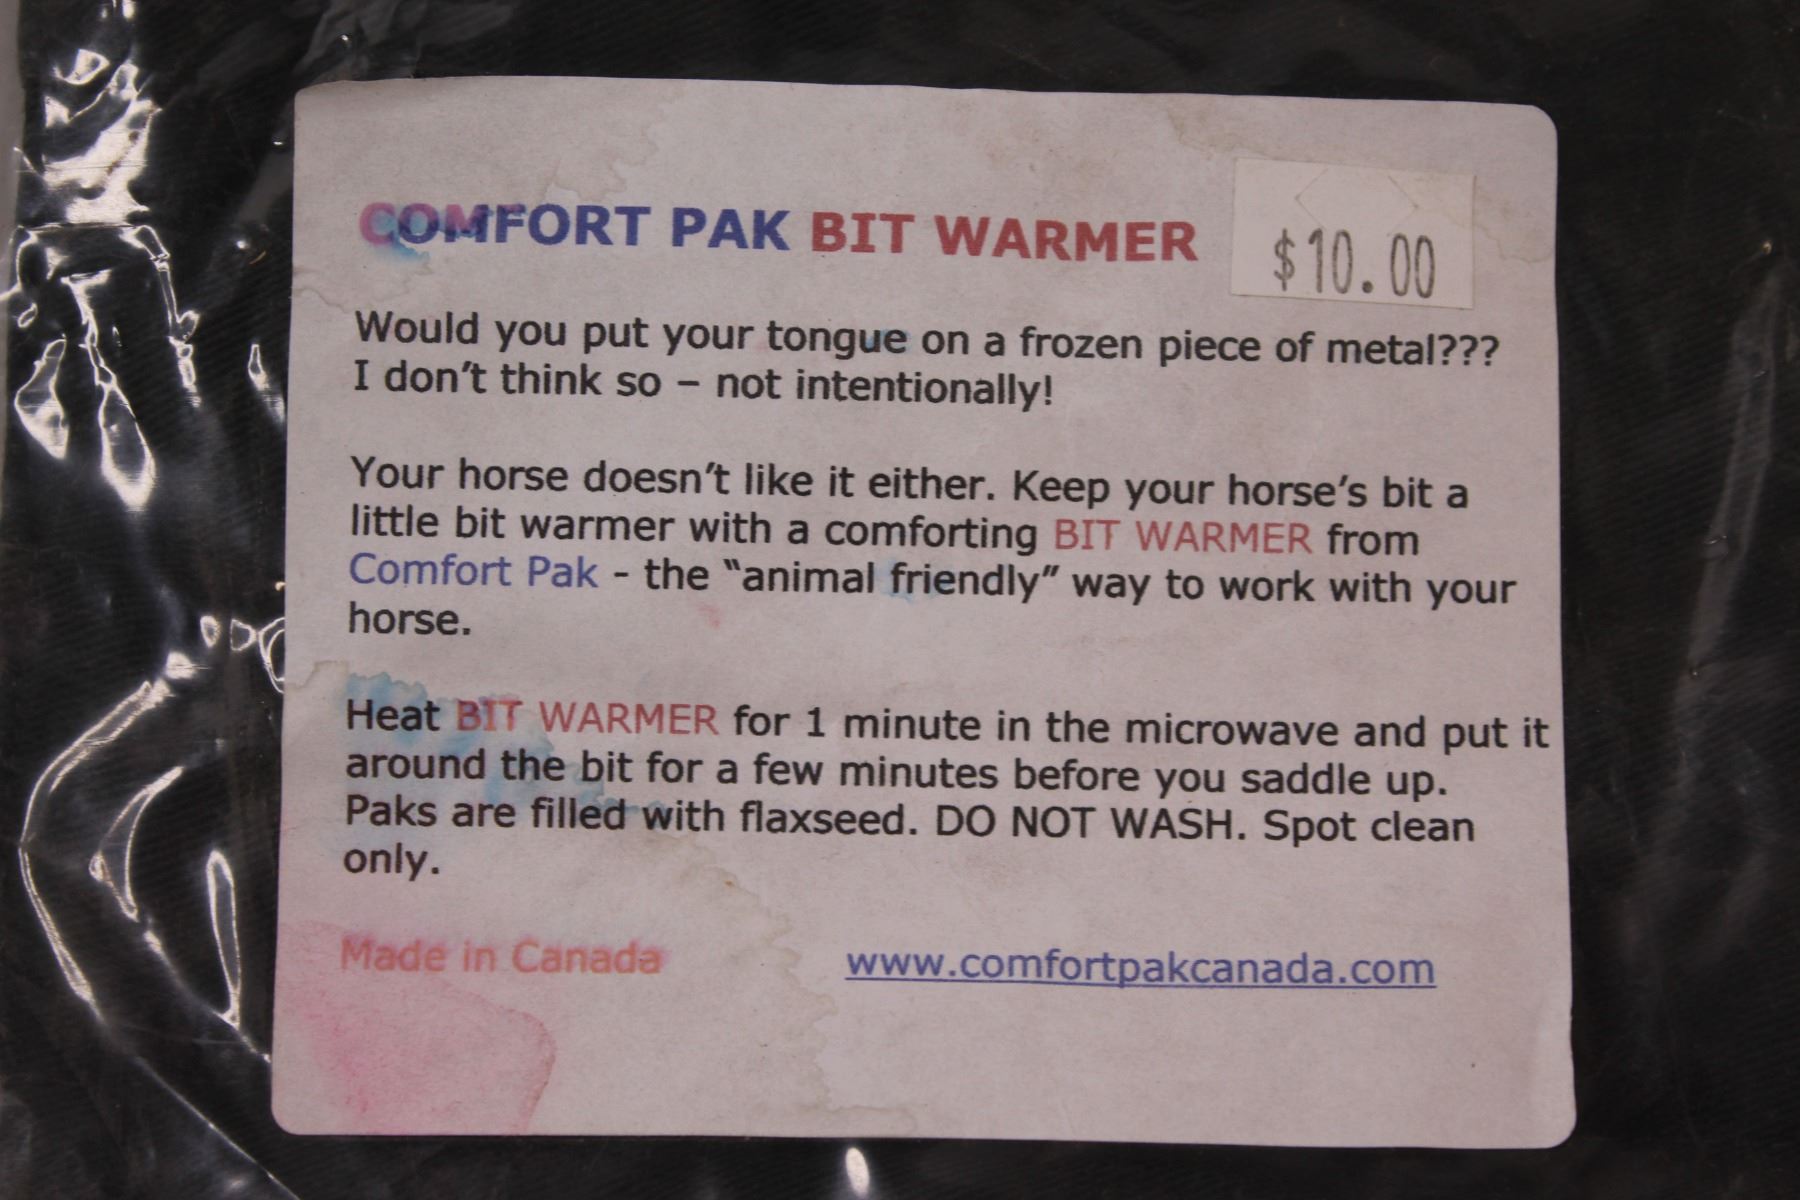 COMFORT PAK BIT WARMER
$10.00
Would you put your tongue on a frozen piece of metal???
I don't think so – not intentionally!
Your horse doesn't like it either. Keep your horse's bit a
little bit warmer with a comforting BIT WARMER from
Comfort Pak - the “animal friendly” way to work with your
horse.
Heat BIT WARMER for 1 minute in the microwave and put it
around the bit for a few minutes before you saddle up.
Paks are filled with flaxseed. DO NOT WASH. Spot clean
only.
Made in Canada
www.comfortpakcanada.com